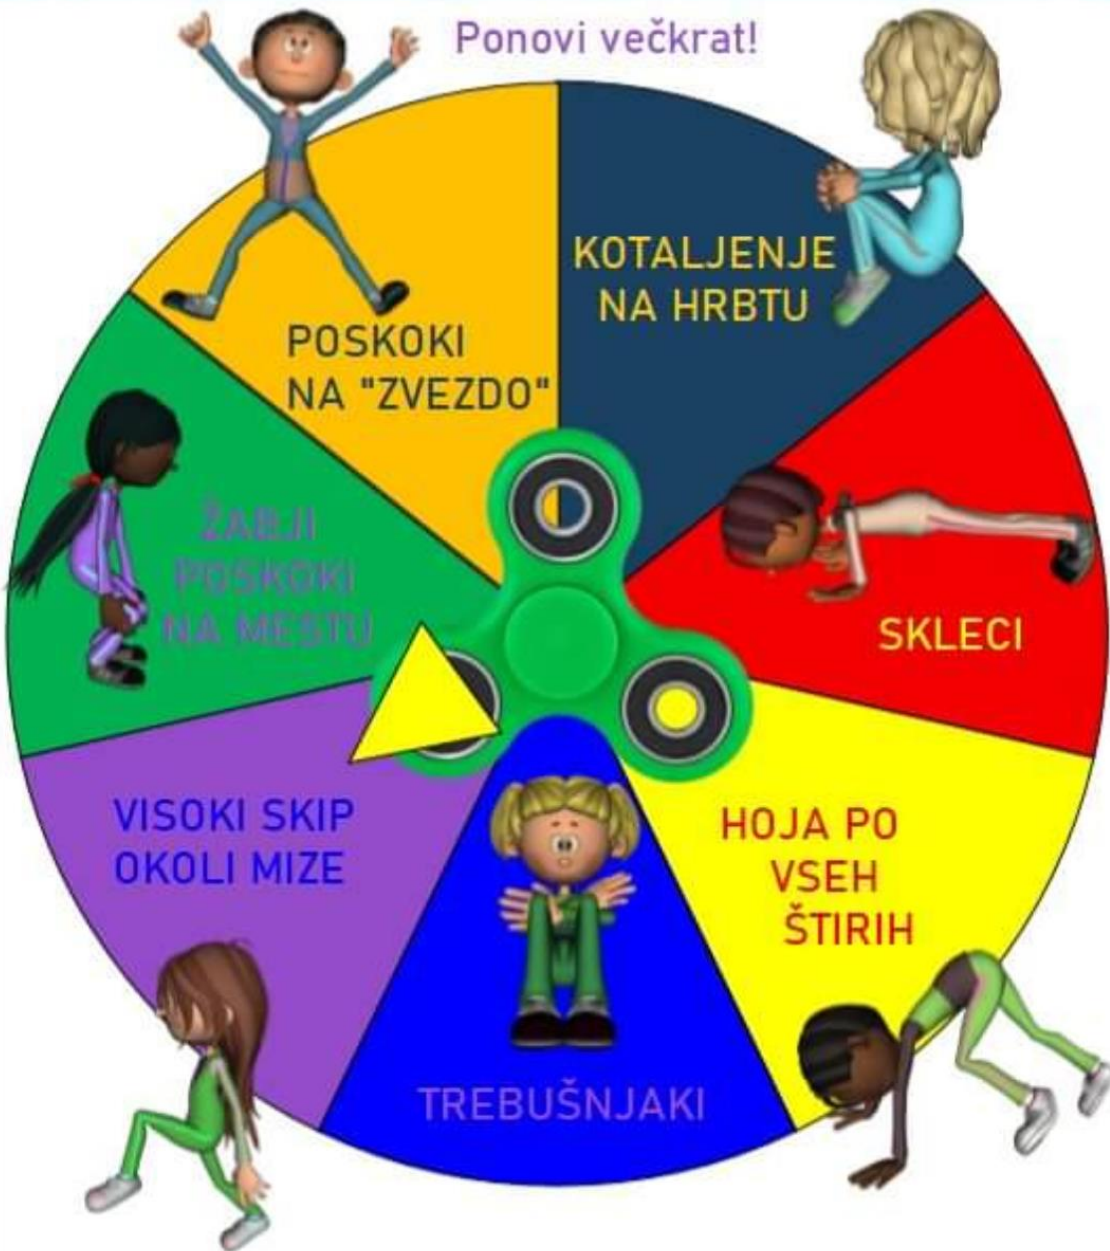 Ponovi večkrat!
KOTALJENJE
NA HRBTU
SKLECI
HOJA PO
VSEH
ŠTIRIH
TREBUŠNJAKI
VISOKI SKIP
OKOLI MIZE
ŽABJI
POSKOKI
NA MESTU
POSKOKI
NA "ZVEZDO"